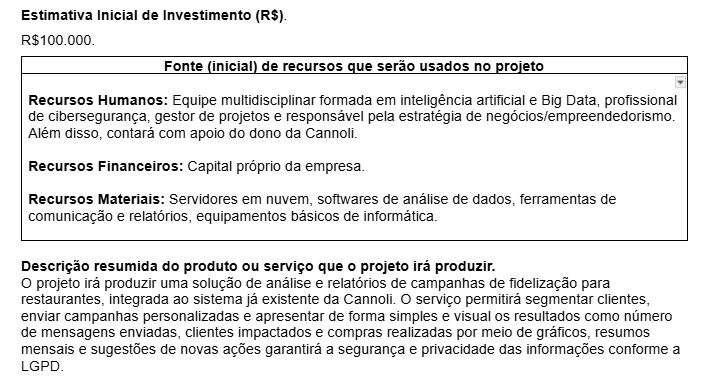 Estimativa Inicial de Investimento (R$).
R$100.000.
Fonte (inicial) de recursos que serão usados no projeto
Recursos Humanos: Equipe multidisciplinar formada em inteligência artificial e Big Data, profissional
de cibersegurança, gestor de projetos e responsável pela estratégia de negócios/empreendedorismo.
Além disso, contará com apoio do dono da Cannoli.
Recursos Financeiros: Capital próprio da empresa.
Recursos Materiais: Servidores em nuvem, softwares de análise de dados, ferramentas de
comunicação e relatórios, equipamentos básicos de informática.
Descrição resumida do produto ou serviço que o projeto irá produzir.
O projeto irá produzir uma solução de análise e relatórios de campanhas de fidelização para
restaurantes, integrada ao sistema já existente da Cannoli. O serviço permitirá segmentar clientes,
enviar campanhas personalizadas e apresentar de forma simples e visual os resultados como número
de mensagens enviadas, clientes impactados e compras realizadas por meio de gráficos, resumos
mensais e sugestões de novas ações garantirá a segurança e privacidade das informações conforme a
LGPD.